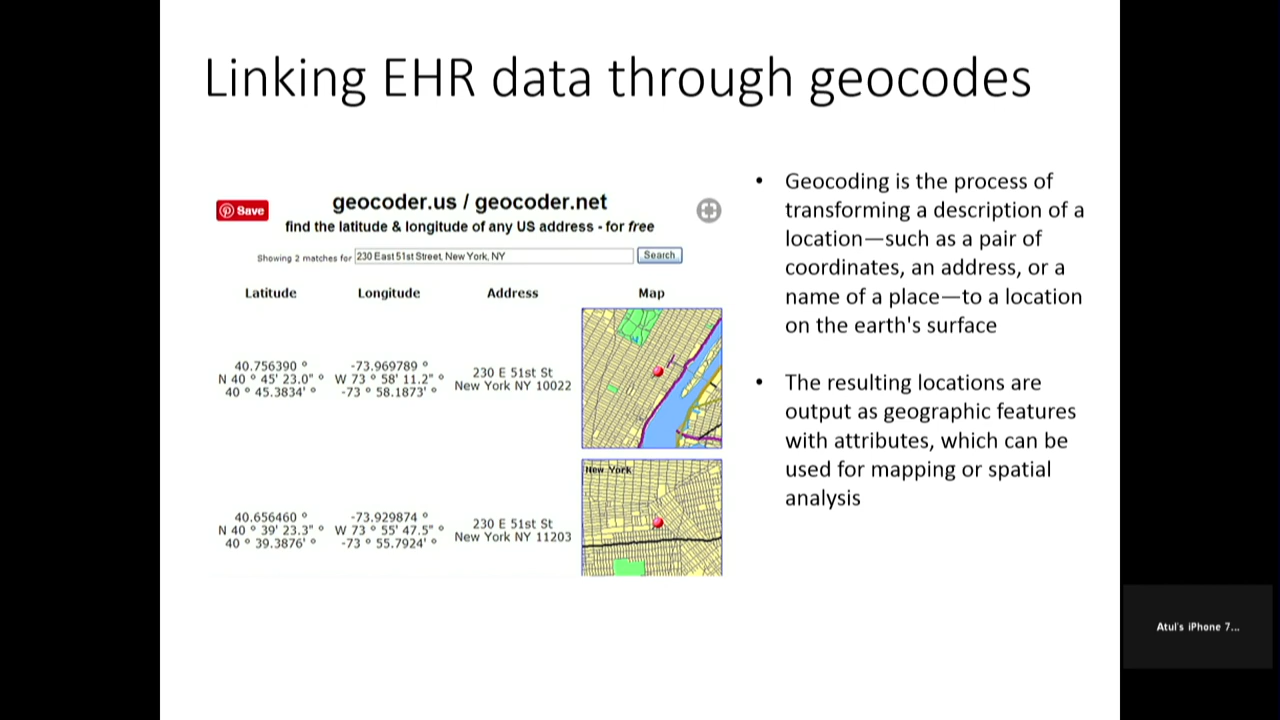 Linking EHR data through geocodes
Save
geocoder.us / geocoder.net
find the latitude & longitude of any US address - for free
Showing 2 matches for 230 East 51st Street, New York, NY Search
Latitude Longitude Address Map
40.756390 ° -73.969789 °
N 40 ° 45' 23.0" ° W 73 ° 58' 11.2" ° 230 E 51st St
40 ° 45.3834' ° -73 ° 58.1873' ° New York NY 10022
New York
40.656460 ° -73.929874 °
N 40 ° 39' 23.3" ° W 73 ° 55' 47.5" ° 230 E 51st St
40 ° 39.3876' ° -73 ° 55.7924' ° New York NY 11203
• Geocoding is the process of
transforming a description of a
location—such as a pair of
coordinates, an address, or a
name of a place—to a location
on the earth's surface
• The resulting locations are
output as geographic features
with attributes, which can be
used for mapping or spatial
analysis
Atul's iPhone 7...